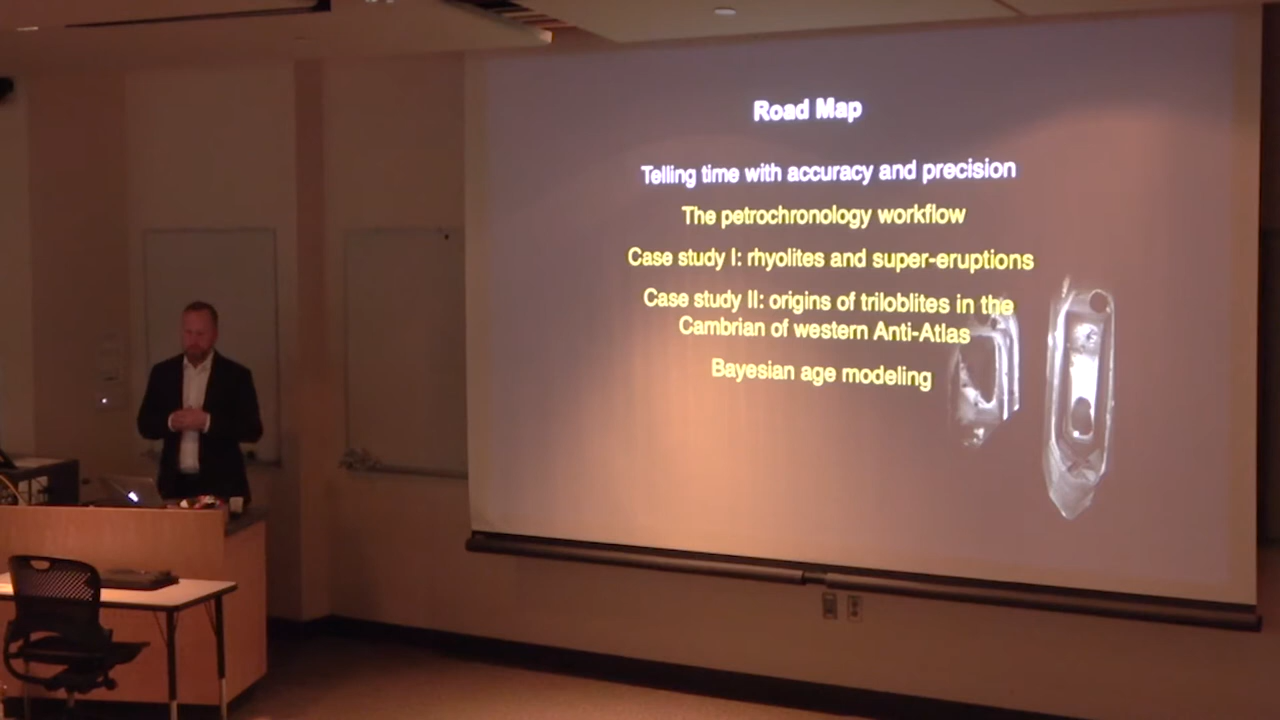 Road Map
Telling time with accuracy and precision
The petrochronology workflow
Case study I: rhyolites and super-eruptions
Case study II: origins of triloblites in the
Cambrian of western Anti-Atlas
Bayesian age modeling